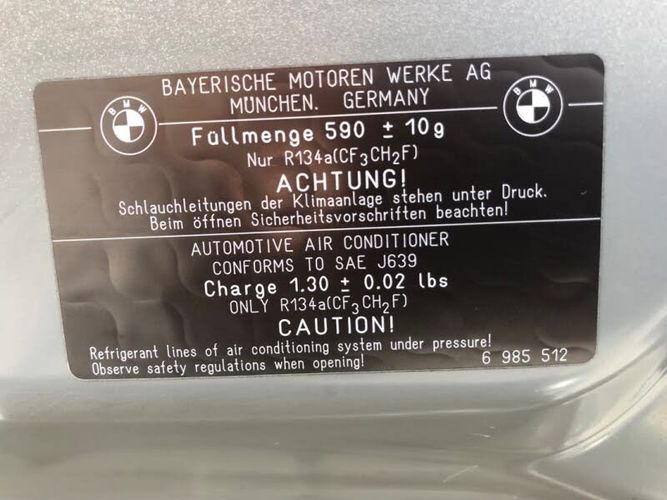 BAYERISCHE MOTOREN WERKE AG
MÜNCHEN. GERMANY
BMW
BMW
Füllmenge 590 ± 10g
Nur R134a(CF₃CH₂F)
ACHTUNG!
Schlauchleitungen der Klimaanlage stehen unter Druck.
Beim öffnen Sicherheitsvorschriften beachten!
AUTOMOTIVE AIR CONDITIONER
CONFORMS TO SAE J639
Charge 1.30 ± 0.02 lbs
ONLY R134a(CF₃CH₂F)
CAUTION!
Refrigerant lines of air conditioning system under pressure!
Observe safety regulations when opening!
6 985 512